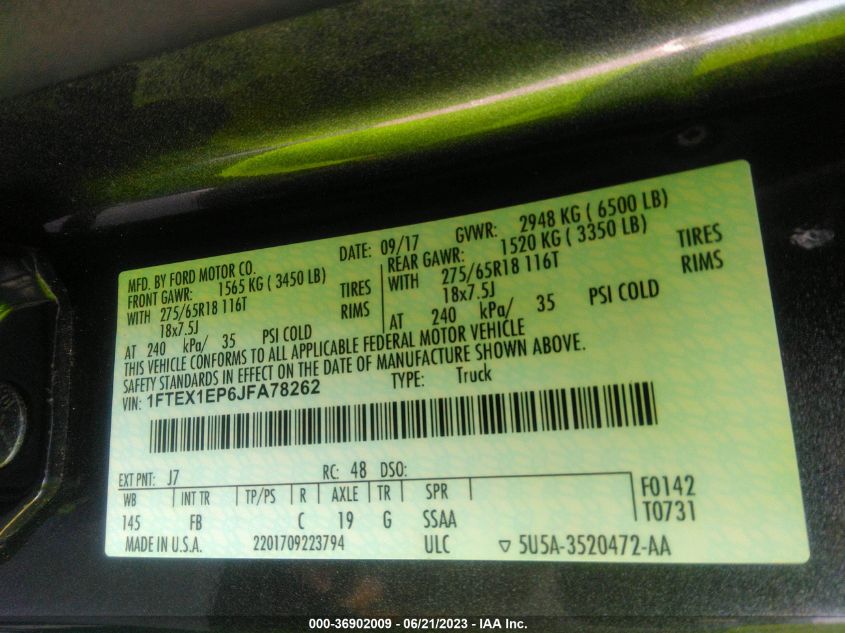 MFD. BY FORD MOTOR CO. DATE: 09/17 GVWR: 2948 KG ( 6500 LB)
FRONT GAWR: 1565 KG ( 3450 LB) REAR GAWR: 1520 KG ( 3350 LB)
WITH 275/65R18 116T TIRES WITH 275/65R18 116T TIRES
18x7.5J RIMS 18x7.5J RIMS
AT 240 kPa/ 35 PSI COLD AT 240 kPa/ 35 PSI COLD
THIS VEHICLE CONFORMS TO ALL APPLICABLE FEDERAL MOTOR VEHICLE
SAFETY STANDARDS IN EFFECT ON THE DATE OF MANUFACTURE SHOWN ABOVE.
VIN: 1FTEX1EP6JFA78262 TYPE: Truck
EXT PNT: J7 RC: 48 DSO:
WB INT TR TP/PS R AXLE TR SPR F0142
145 FB C 19 G SSAA T0731
MADE IN U.S.A. 2201709223794 ULC ▽ 5U5A-3520472-AA
000-36902009 - 06/21/2023 - IAA Inc.